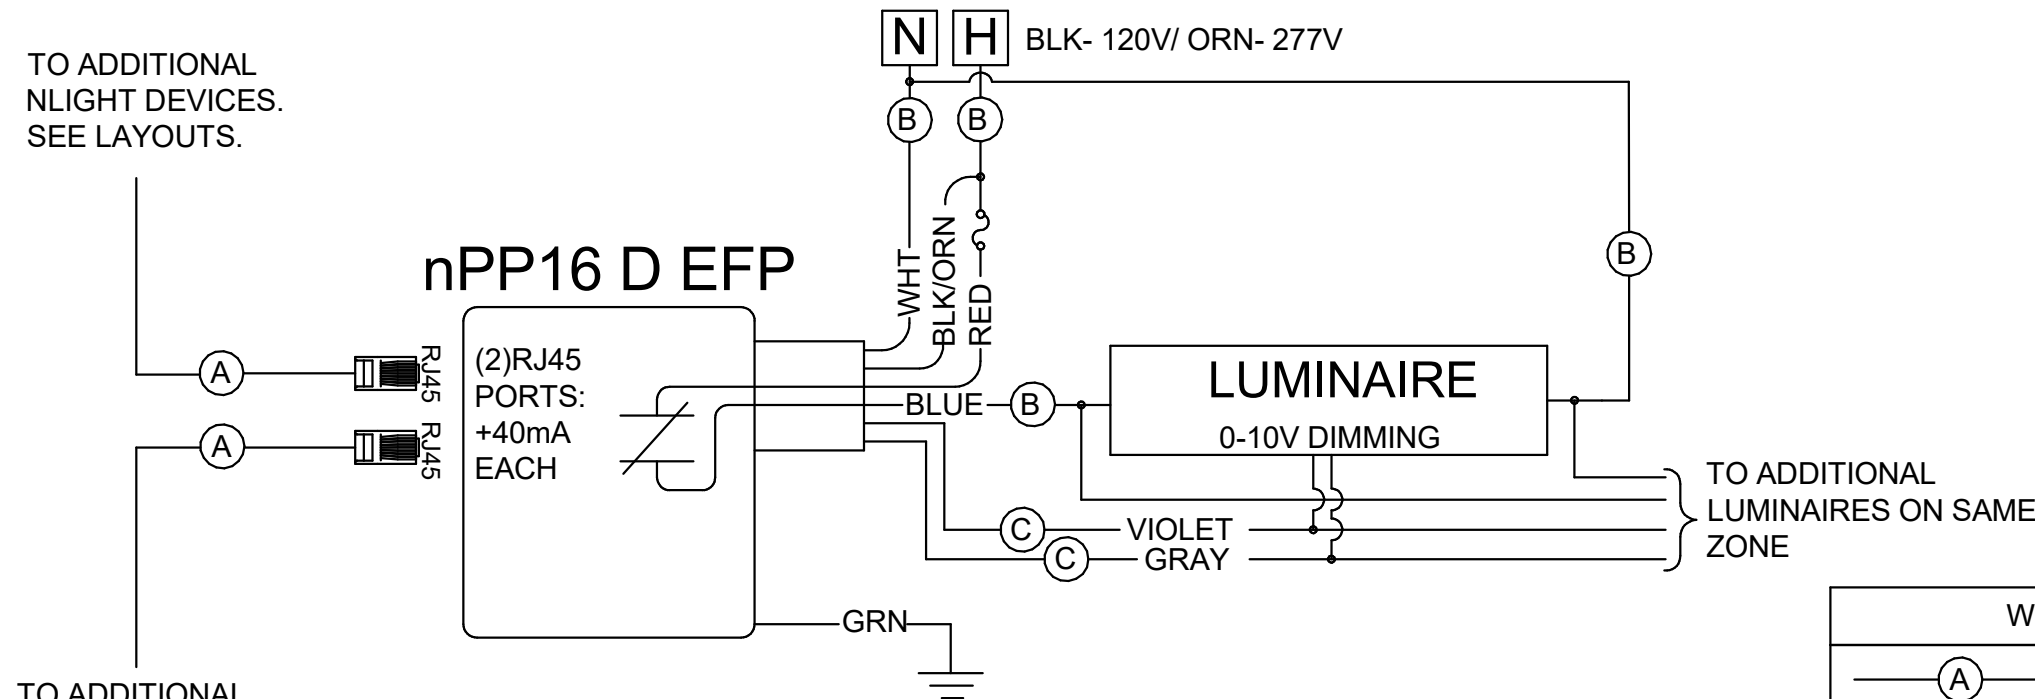 N H BLK- 120V/ ORN- 277V
TO ADDITIONAL
NLIGHT DEVICES.
SEE LAYOUTS.
B B
B
WHT
BLK/ORN
RED
nPP16 D EFP
RJ45
A
(2)RJ45
PORTS:
+40mA
EACH
RJ45
A
BLUE B
LUMINAIRE
0-10V DIMMING
TO ADDITIONAL
LUMINAIRES ON SAME
ZONE
C VIOLET
C GRAY
GRN
W
A
TO ADDITIONAL